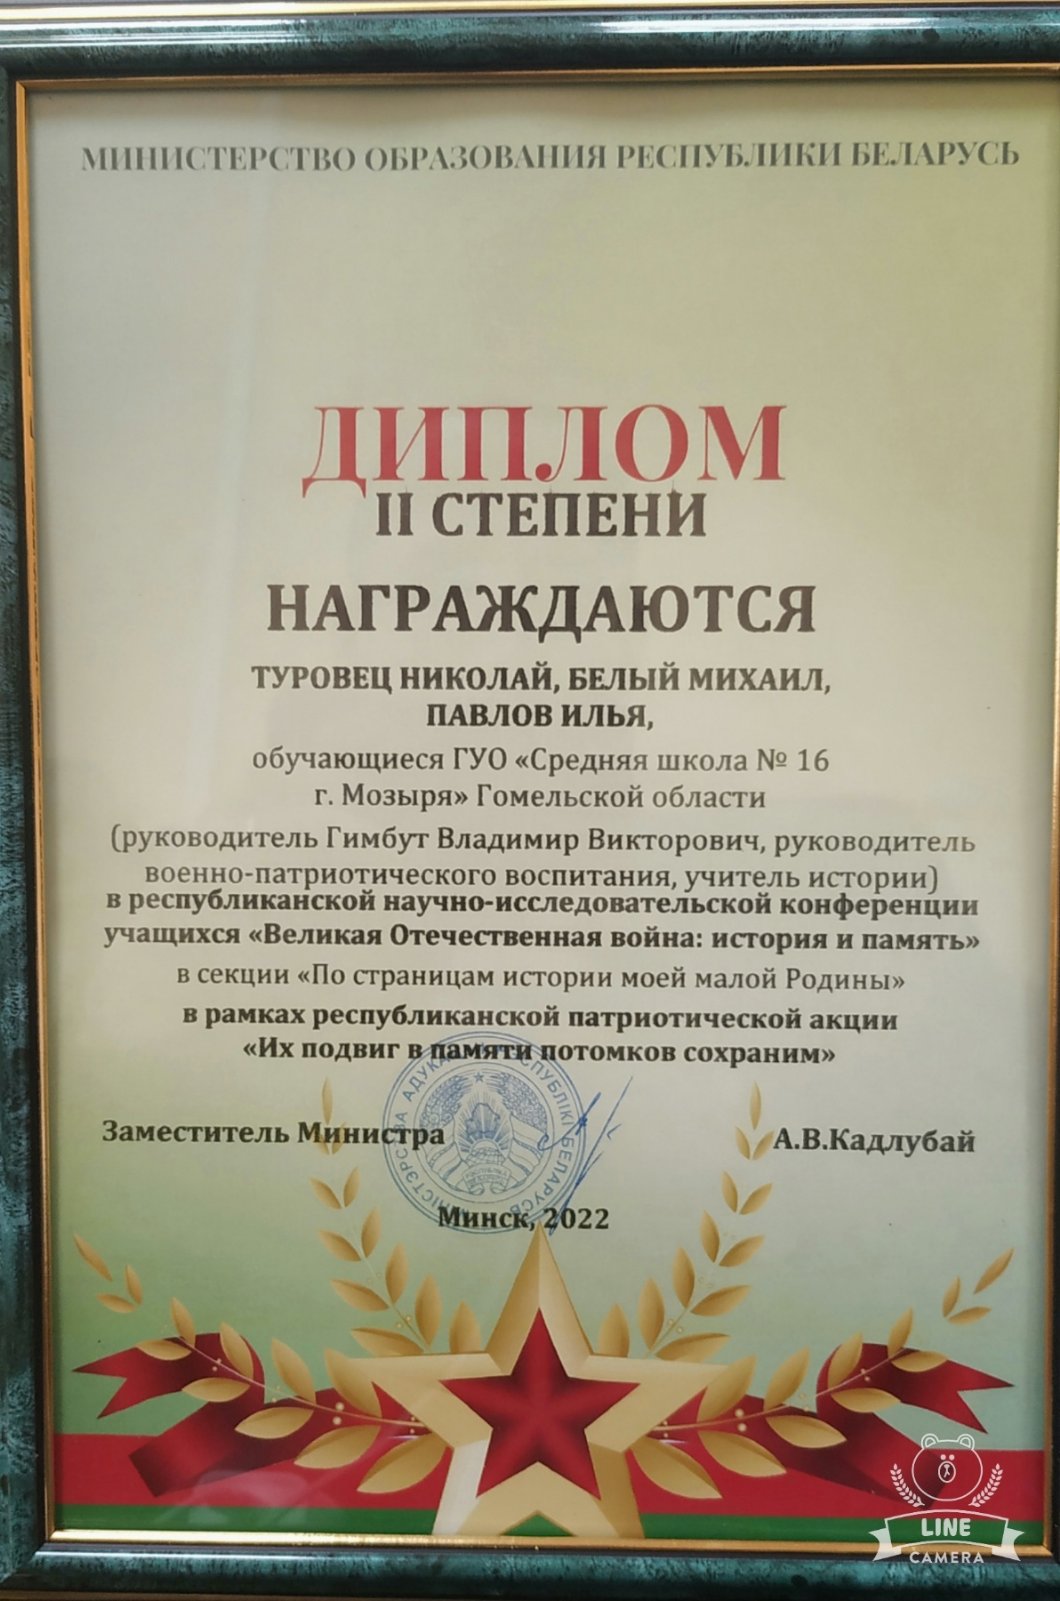 МИНИСТЕРСТВО ОБРАЗОВАНИЯ РЕСПУБЛИКИ БЕЛАРУСЬ
ДИПЛОМ
II СТЕПЕНИ
НАГРАЖДАЮТСЯ
ТУРОВЕЦ НИКОЛАЙ, БЕЛЫЙ МИХАИЛ,
ПАВЛОВ ИЛЬЯ,
обучающиеся ГУО «Средняя школа № 16
г. Мозыря» Гомельской области
(руководитель Гимбут Владимир Викторович, руководитель
военно-патриотического воспитания, учитель истории)
в республиканской научно-исследовательской конференции
учащихся «Великая Отечественная война: история и память»
в секции «По страницам истории моей малой Родины»
в рамках республиканской патриотической акции
«Их подвиг в памяти потомков сохраним»
Заместитель Министра
А.В.Кадлубай
Минск, 2022
LINE
CAMERA